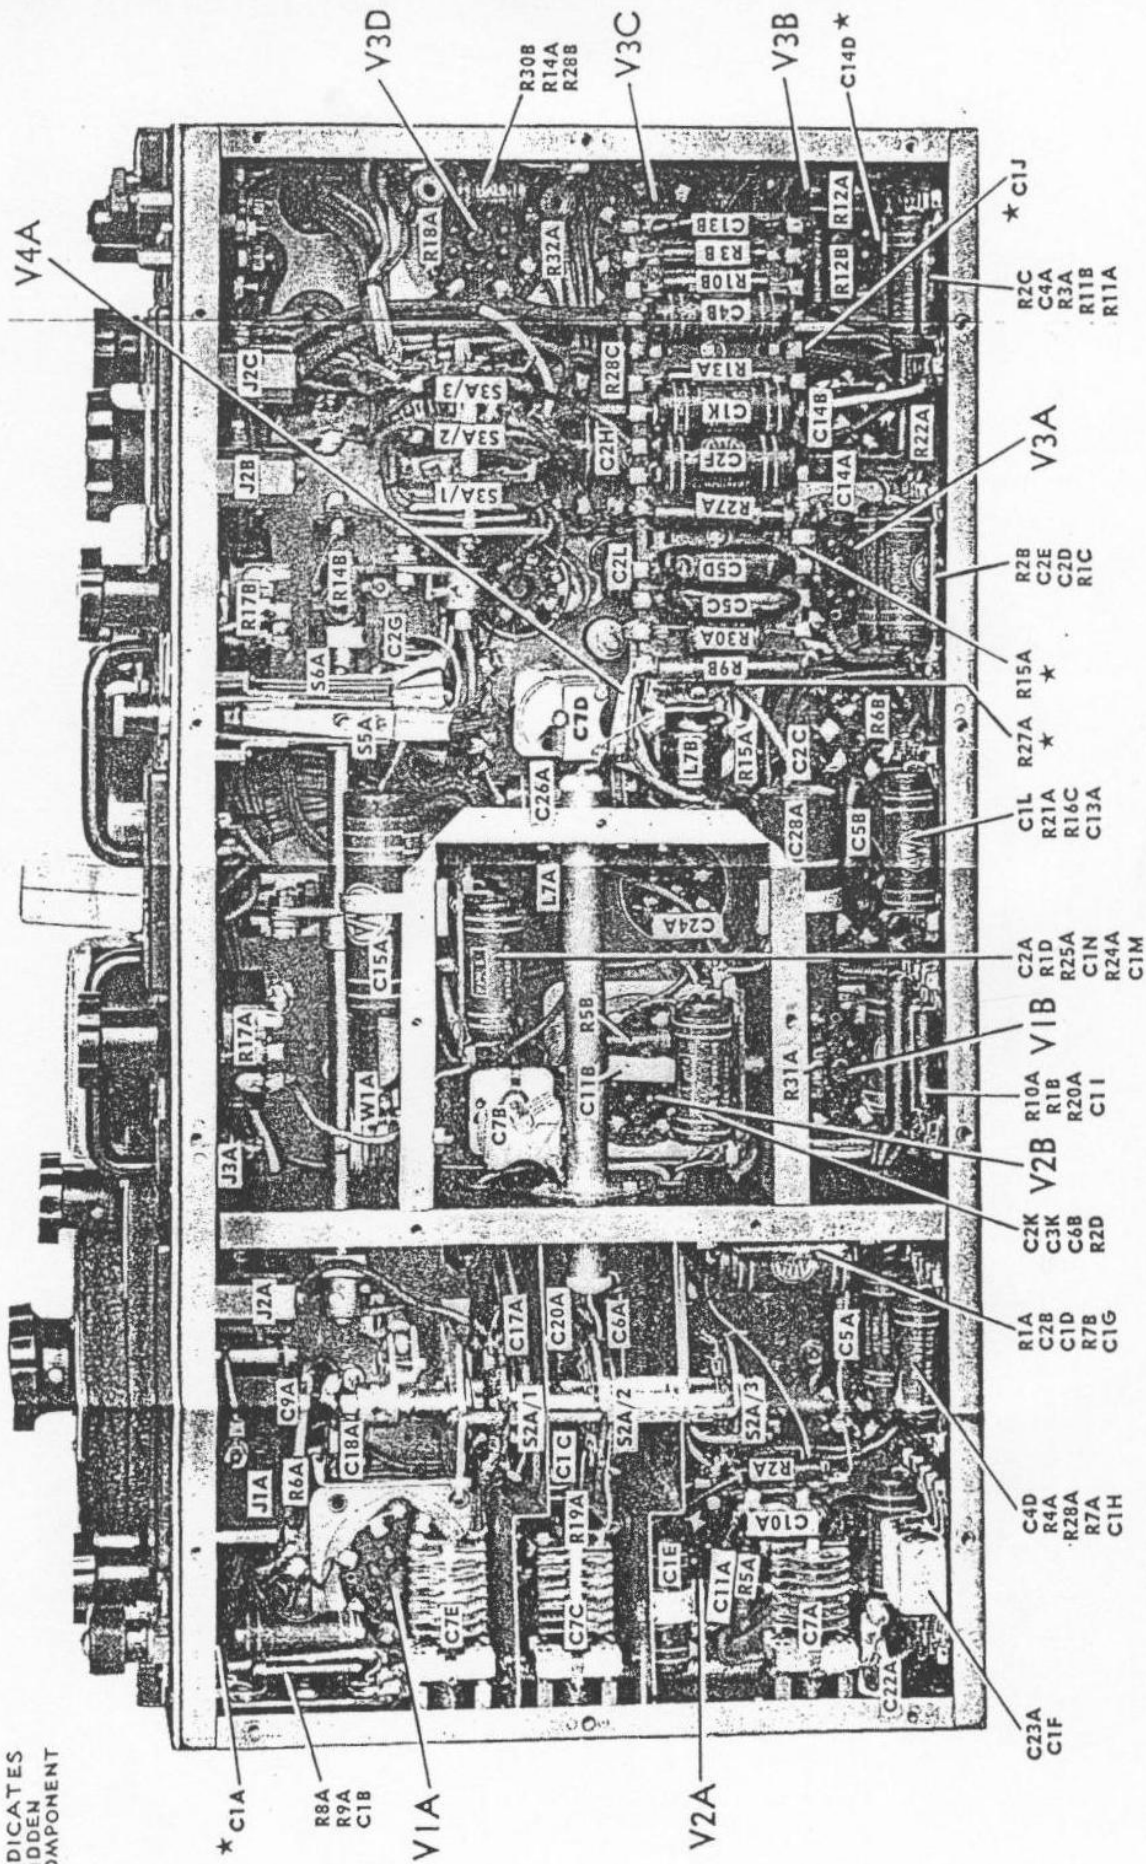 DICATES
DDEN
OMPONENT
★ C1A
R8A
R9A
C1B
V1A
V2A
C23A
C1F
C4D
R4A
R28A
R7A
C1H
R1A
C2B
C1D
R7B
C1G
C2K
C3K
C6B
R2D
V2B
R10A
R1B
R20A
C1I
V1B
C2A
R1D
R25A
C1N
R24A
C1M
C1L
R21A
R16C
C13A
R27A
★
R15A
★
R2B
C2E
C2D
R1C
V3A
R2C
C4A
R3A
R11B
R11A
★ C1J
C14D ★
V3B
V3C
R30B
R14A
R28B
V3D
V4A
J1A
R6A
C9A
C18A
J2A
J3A
R17A
W1A
C15A
S5A
S6A
R17B
R14B
C2G
J2B
J2C
S3A/1
S3A/2
S3A/3
R18A
R32A
C7E
C7C
R19A
C1C
S2A/1
C17A
C20A
S2A/2
C6A
C7B
C11B
R5B
L7A
C26A
C7D
C2L
C2H
R28C
C1E
C11A
R5A
C10A
C7A
R2A
S2A/3
C5A
C22A
C24A
R31A
C28A
C5B
L7B
R15A
C2C
R6B
R9B
R30A
C5C
C5D
R27A
C2F
C1K
R13A
C4B
R10B
R3B
C13B
C14A
C14B
R22A
R12B
R12A